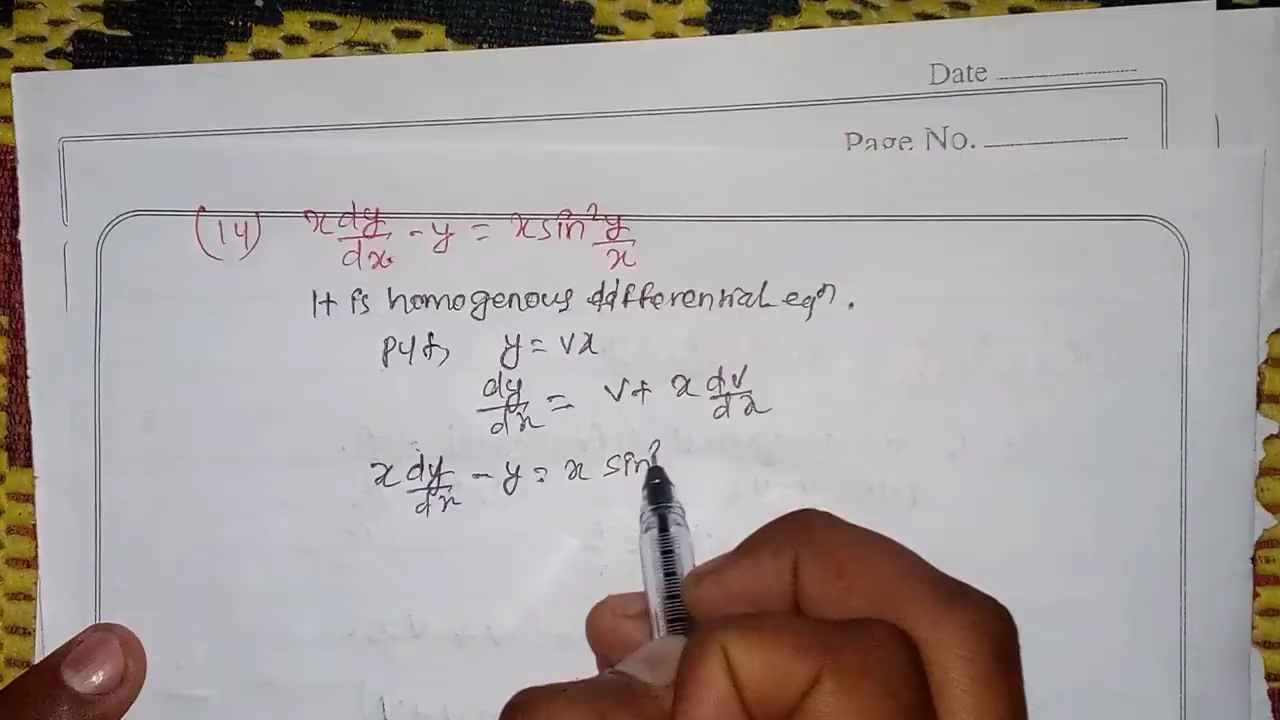 Date
Page No.
(14) x dy/dx - y = x sin² y/x
It is homogenous differential eqn.
Put, y = vx
dy/dx = v + x dv/dx
x dy/dx - y = x sin²